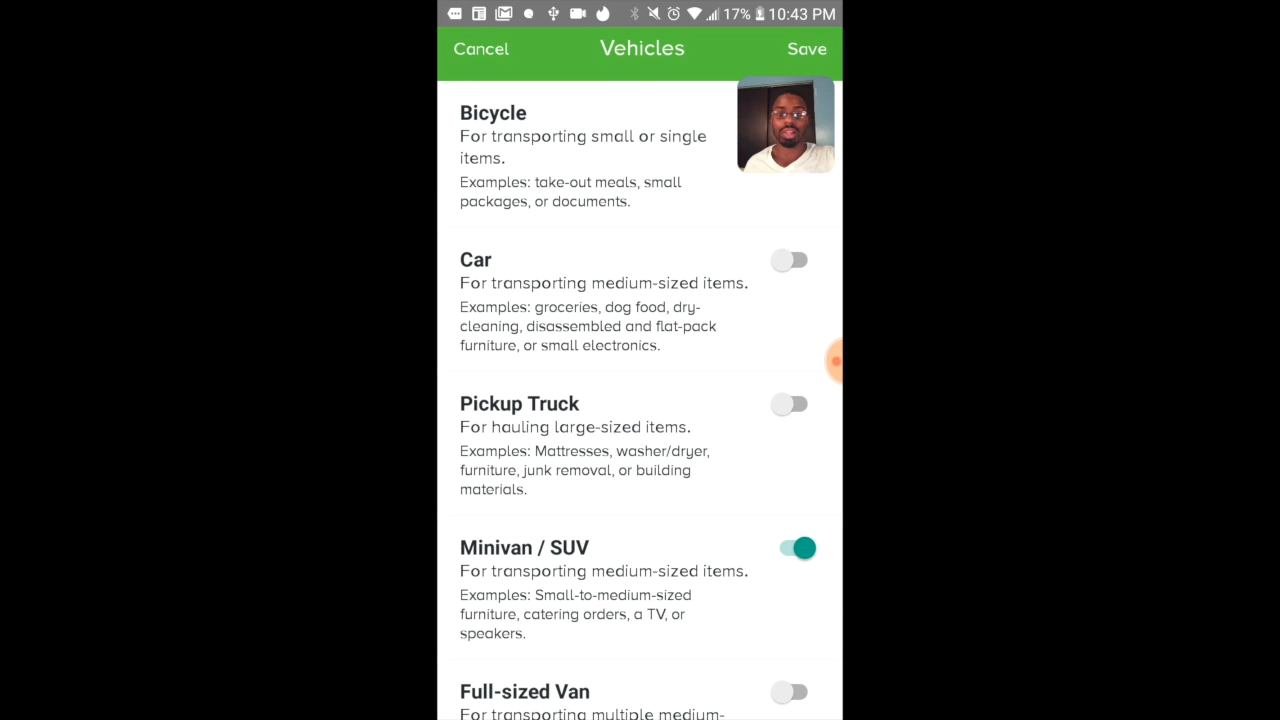 17% 10:43 PM
Cancel Vehicles Save
Bicycle
For transporting small or single
items.
Examples: take-out meals, small
packages, or documents.
Car
For transporting medium-sized items.
Examples: groceries, dog food, dry-
cleaning, disassembled and flat-pack
furniture, or small electronics.
Pickup Truck
For hauling large-sized items.
Examples: Mattresses, washer/dryer,
furniture, junk removal, or building
materials.
Minivan / SUV
For transporting medium-sized items.
Examples: Small-to-medium-sized
furniture, catering orders, a TV, or
speakers.
Full-sized Van
For transporting multiple medium-